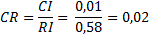 CR = CI/RI = 0,01/0,58 = 0,02